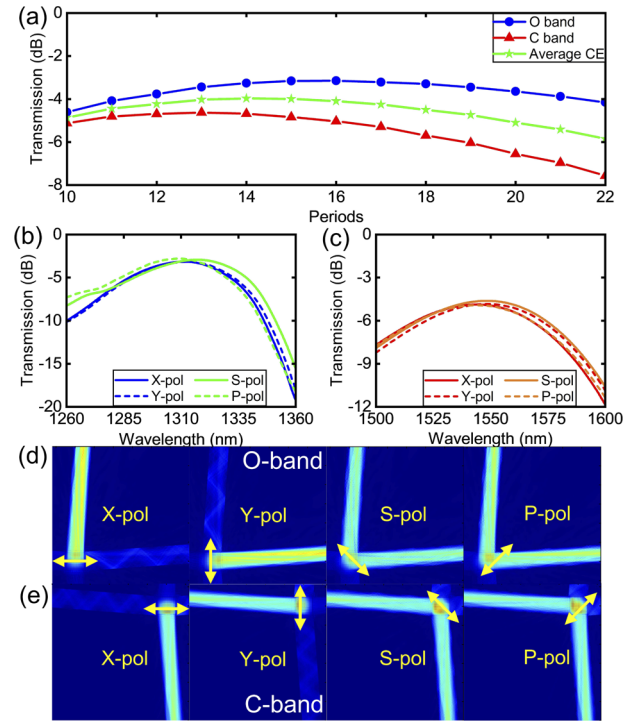 (a)
0
-2
-4
-6
-8
Transmission (dB)
O band
C band
Average CE
10 12 14 16 18 20 22
Periods
(b)
0
-5
-10
-15
-20
Transmission (dB)
X-pol S-pol
Y-pol P-pol
1260 1285 1310 1335 1360
Wavelength (nm)
(c)
0
-3
-6
-9
-12
Transmission (dB)
X-pol S-pol
Y-pol P-pol
1500 1525 1550 1575 1600
Wavelength (nm)
(d)
O-band
X-pol Y-pol S-pol P-pol
(e)
X-pol Y-pol S-pol P-pol
C-band